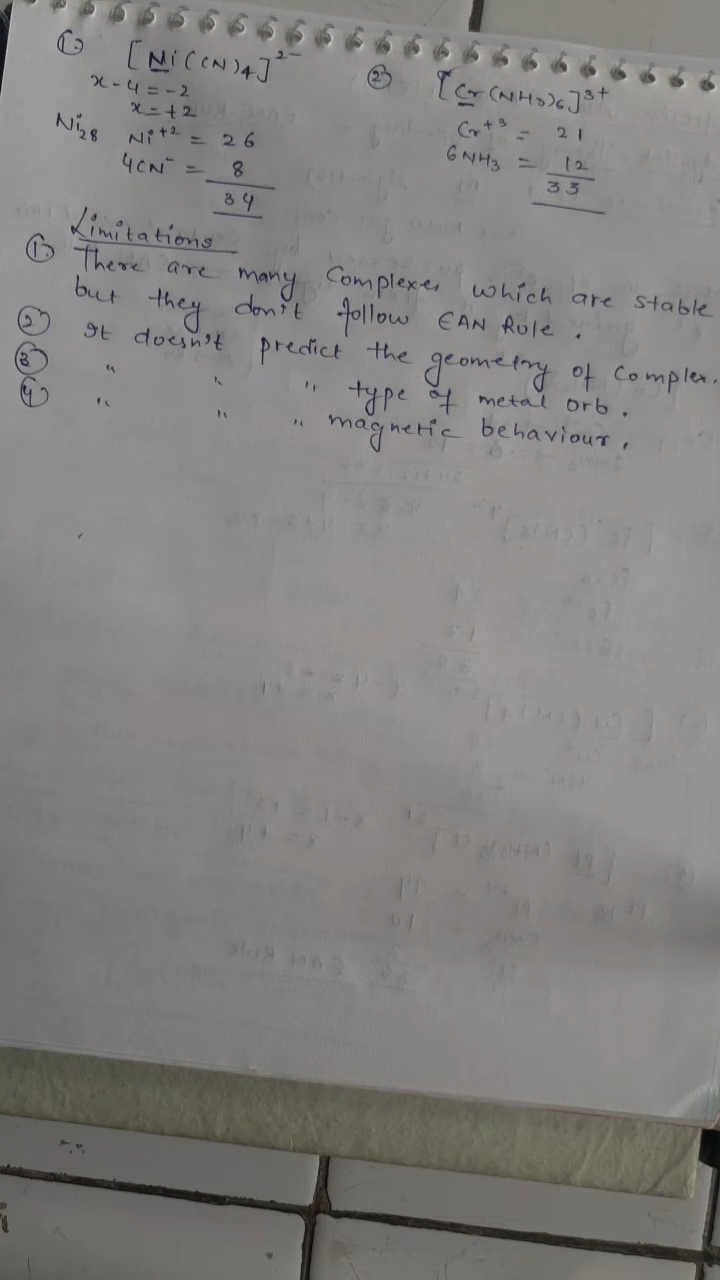 ① [Ni(CN)4]²⁻
x-4=-2
x=+2
Ni28 Ni⁺² = 26
4CN⁻ = 8
34
② [Cr(NH3)6]³⁺
Cr⁺³ = 21
6NH3 = 12
33
Limitations
① There are many Complexes which are stable
but they don't follow EAN Rule.
② It doesn't predict the geometry of Complex.
③ " " " type of metal orb.
④ " " " magnetic behaviour.